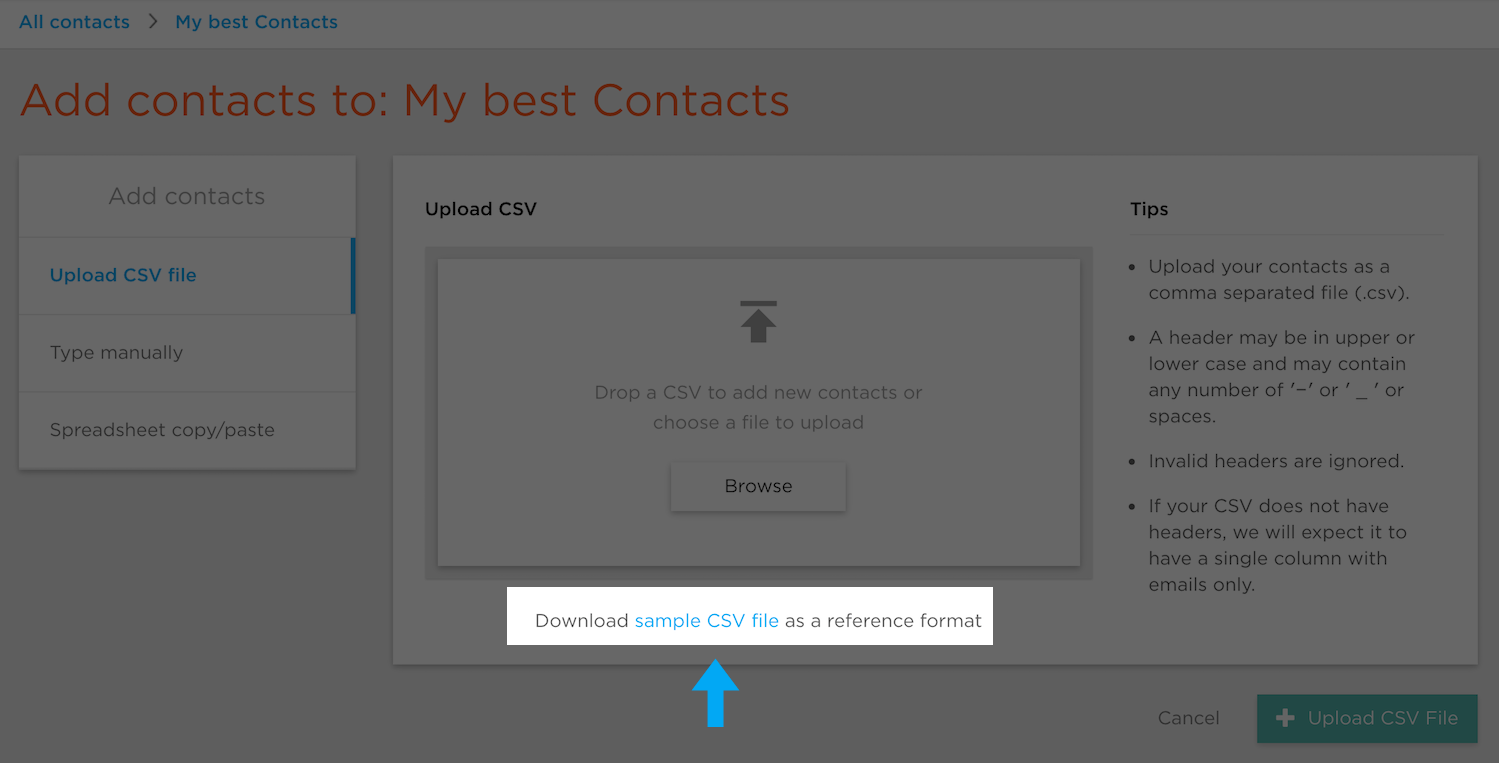 All contacts > My best Contacts
Add contacts to: My best Contacts
Add contacts
Upload CSV file
Type manually
Spreadsheet copy/paste
Upload CSV
Drop a CSV to add new contacts or
choose a file to upload
Browse
Download sample CSV file as a reference format
Tips
• Upload your contacts as a
comma separated file (.csv).
• A header may be in upper or
lower case and may contain
any number of '-' or ' _ ' or
spaces.
• Invalid headers are ignored.
• If your CSV does not have
headers, we will expect it to
have a single column with
emails only.
Cancel
+ Upload CSV File